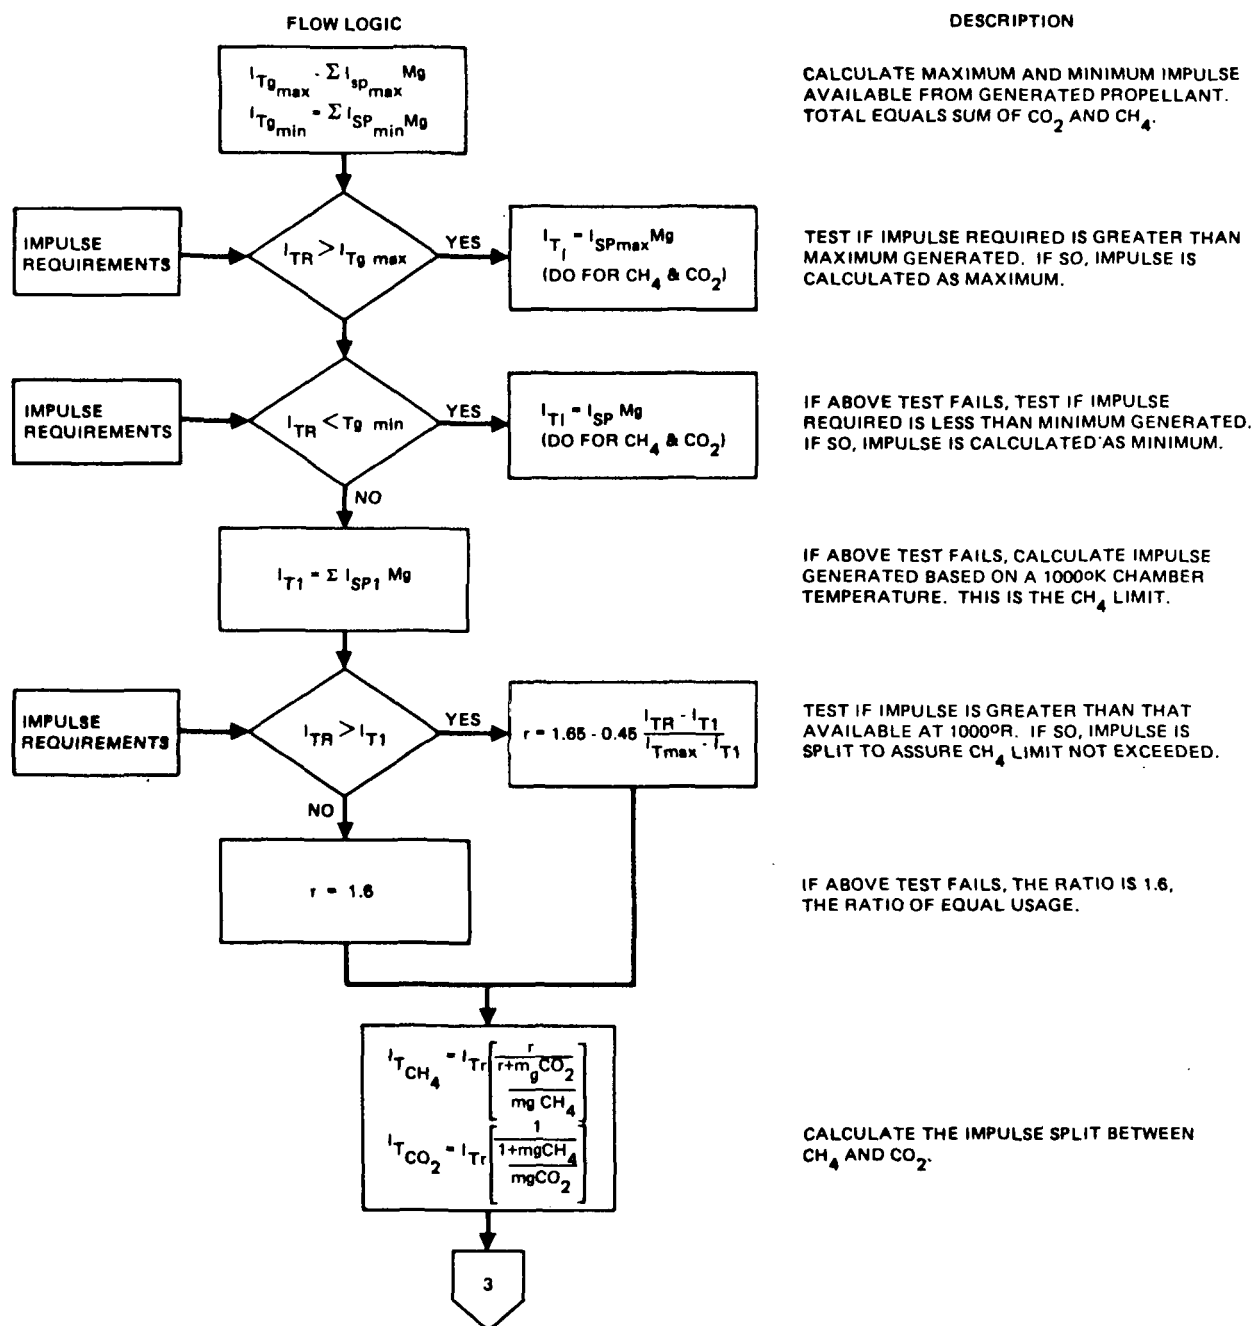 FLOW LOGIC
DESCRIPTION
I_Tg_max - Σ I_sp_max Mg
I_Tg_min = Σ I_SP_min Mg
CALCULATE MAXIMUM AND MINIMUM IMPULSE
AVAILABLE FROM GENERATED PROPELLANT.
TOTAL EQUALS SUM OF CO2 AND CH4.
IMPULSE
REQUIREMENTS
I_TR > I_Tg max
YES
I_T_I = I_SPmax Mg
(DO FOR CH4 & CO2)
TEST IF IMPULSE REQUIRED IS GREATER THAN
MAXIMUM GENERATED. IF SO, IMPULSE IS
CALCULATED AS MAXIMUM.
IMPULSE
REQUIREMENTS
I_TR < Tg min
YES
I_TI = I_SP Mg
(DO FOR CH4 & CO2)
IF ABOVE TEST FAILS, TEST IF IMPULSE
REQUIRED IS LESS THAN MINIMUM GENERATED.
IF SO, IMPULSE IS CALCULATED AS MINIMUM.
NO
I_T1 = Σ I_SP1 Mg
IF ABOVE TEST FAILS, CALCULATE IMPULSE
GENERATED BASED ON A 1000ºK CHAMBER
TEMPERATURE. THIS IS THE CH4 LIMIT.
IMPULSE
REQUIREMENTS
I_TR > I_T1
YES
r = 1.65 - 0.45 (I_TR - I_T1)/(I_Tmax - I_T1)
TEST IF IMPULSE IS GREATER THAN THAT
AVAILABLE AT 1000ºR. IF SO, IMPULSE IS
SPLIT TO ASSURE CH4 LIMIT NOT EXCEEDED.
NO
r = 1.6
IF ABOVE TEST FAILS, THE RATIO IS 1.6,
THE RATIO OF EQUAL USAGE.
I_T_CH4 = I_Tr [r/(r+m_g CO2/mg CH4)]
I_T_CO2 = I_Tr [1/(1+mgCH4/mgCO2)]
CALCULATE THE IMPULSE SPLIT BETWEEN
CH4 AND CO2.
3